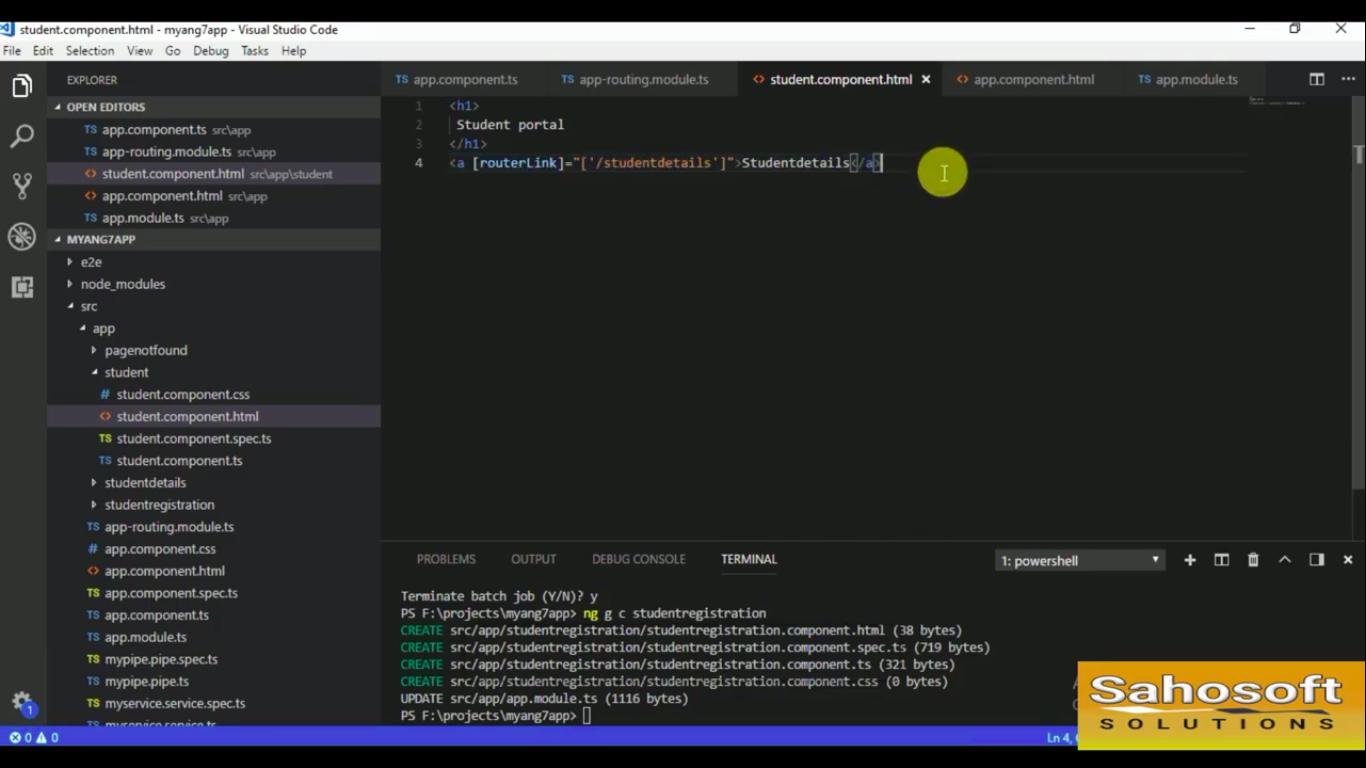 student.component.html - myang7app - Visual Studio Code
File Edit Selection View Go Debug Tasks Help
EXPLORER
OPEN EDITORS
TS app.component.ts src\app
TS app-routing.module.ts src\app
<> student.component.html src\app\student
<> app.component.html src\app
TS app.module.ts src\app
MYANG7APP
e2e
node_modules
src
app
pagenotfound
student
# student.component.css
<> student.component.html
TS student.component.spec.ts
TS student.component.ts
studentdetails
studentregistration
TS app-routing.module.ts
# app.component.css
<> app.component.html
TS app.component.spec.ts
TS app.component.ts
TS app.module.ts
TS mypipe.pipe.spec.ts
TS mypipe.pipe.ts
TS myservice.service.spec.ts
TS myservice.service.ts
1
TS app.component.ts TS app-routing.module.ts <> student.component.html <> app.component.html TS app.module.ts
1 <h1>
2 Student portal
3 </h1>
4 <a [routerLink]="['/studentdetails']">Studentdetails</a>
PROBLEMS OUTPUT DEBUG CONSOLE TERMINAL 1: powershell
Terminate batch job (Y/N)? y
PS F:\projects\myang7app> ng g c studentregistration
CREATE src/app/studentregistration/studentregistration.component.html (38 bytes)
CREATE src/app/studentregistration/studentregistration.component.spec.ts (719 bytes)
CREATE src/app/studentregistration/studentregistration.component.ts (321 bytes)
CREATE src/app/studentregistration/studentregistration.component.css (0 bytes)
UPDATE src/app/app.module.ts (1116 bytes)
PS F:\projects\myang7app>
0 0 Ln 4,
Sahosoft
SOLUTIONS